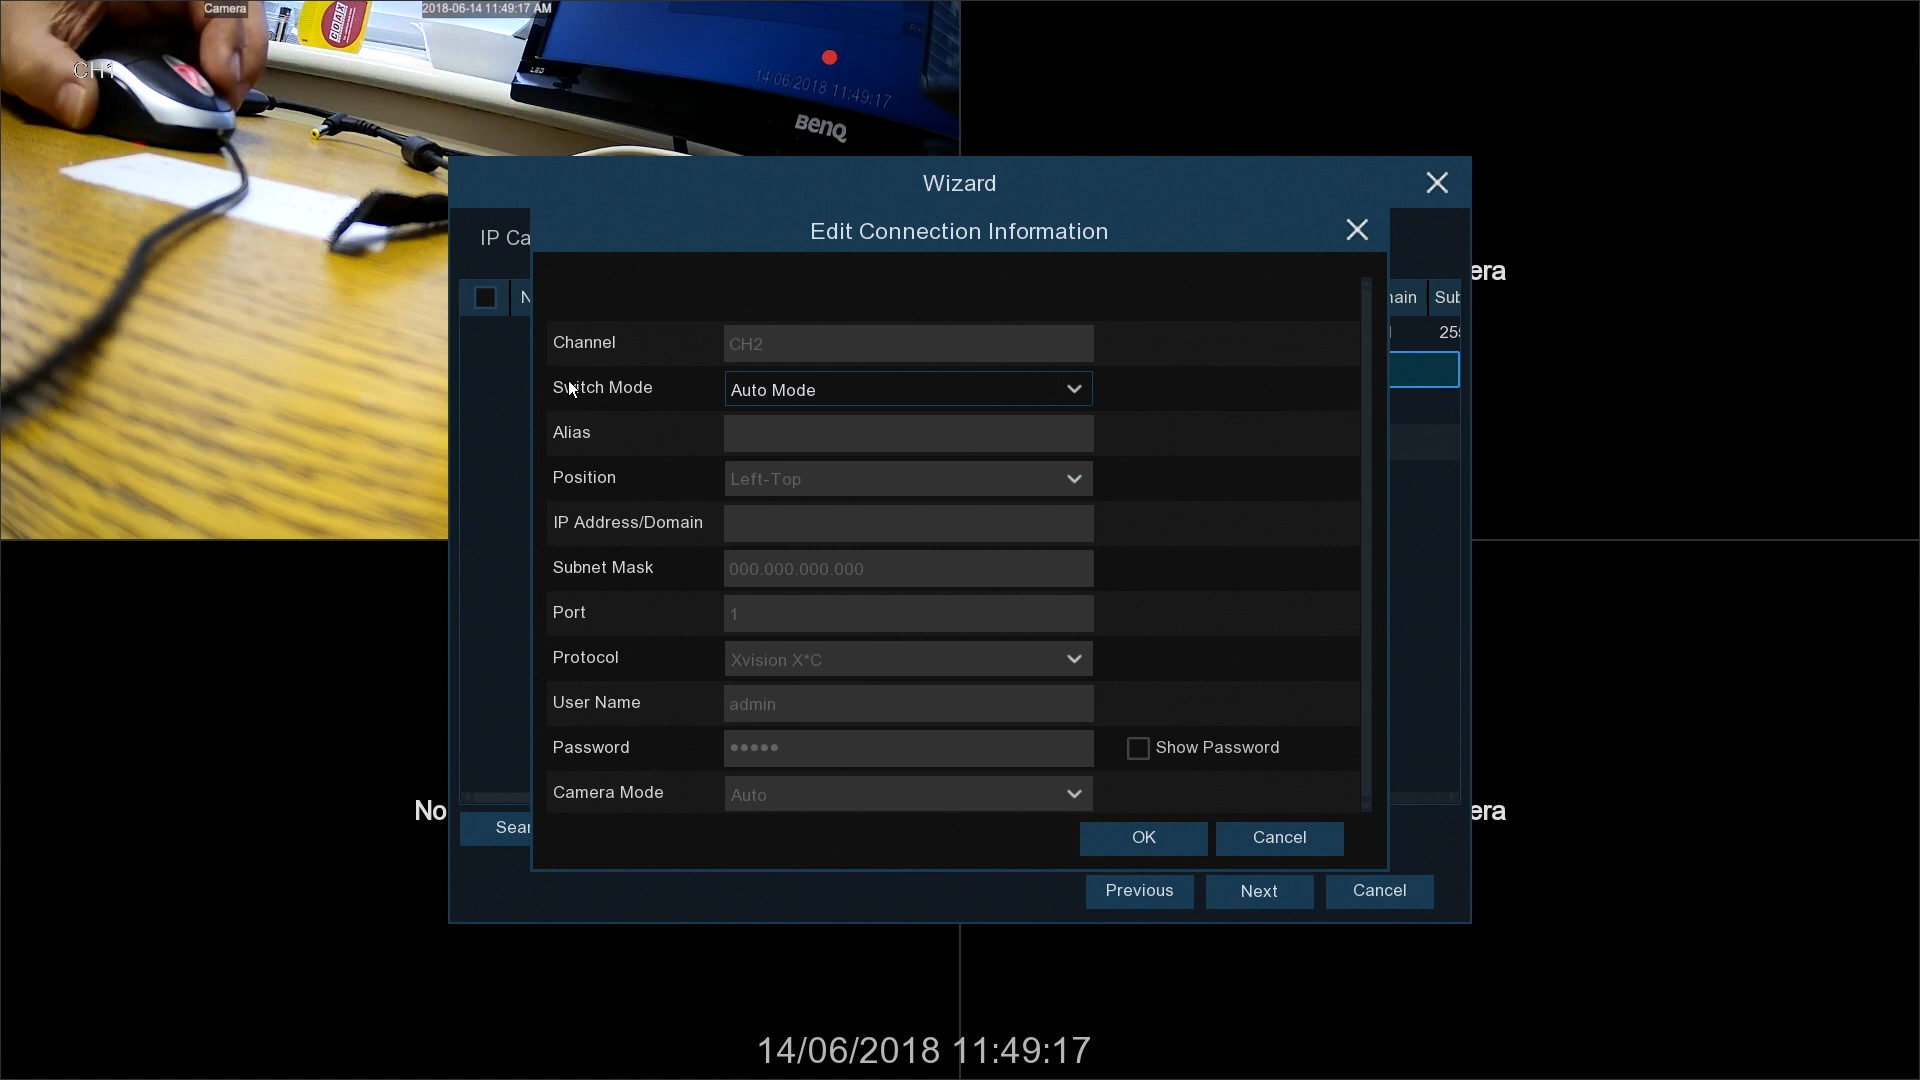 Camera
2018-06-14 11:49:17 AM
CH1
LED
14/06/2018 11:49:17
BenQ
Wizard
Edit Connection Information
IP Ca
N
main
Sub
255
Channel
CH2
Switch Mode
Auto Mode
Alias
Position
Left-Top
IP Address/Domain
Subnet Mask
000.000.000.000
Port
1
Protocol
Xvision X*C
User Name
admin
Password
•••••
Show Password
Camera Mode
Auto
OK
Cancel
Sear
Previous
Next
Cancel
No
era
era
14/06/2018 11:49:17